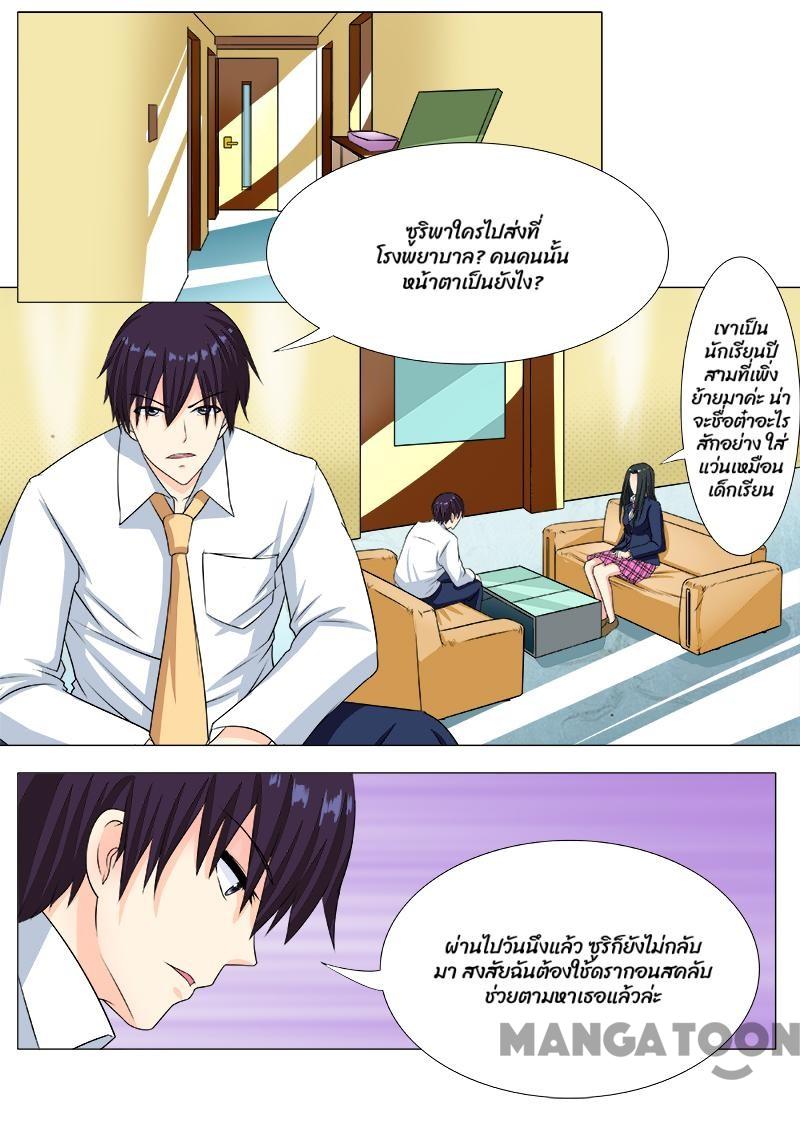 ซูริพาใครไปส่งที่
โรงพยาบาล? คนคนนั้น
หน้าตาเป็นยังไง?
เขาเป็น
นักเรียนปี
สามที่เพิ่ง
ย้ายมาค่ะ น่า
จะชื่อต๋าอะไร
สักอย่าง ใส่
แว่นเหมือน
เด็กเรียน
ผ่านไปวันนึงแล้ว ซูริก็ยังไม่กลับ
มา สงสัยฉันต้องใช้ดรากอนสคลับ
ช่วยตามหาเธอแล้วล่ะ
MANGATOON